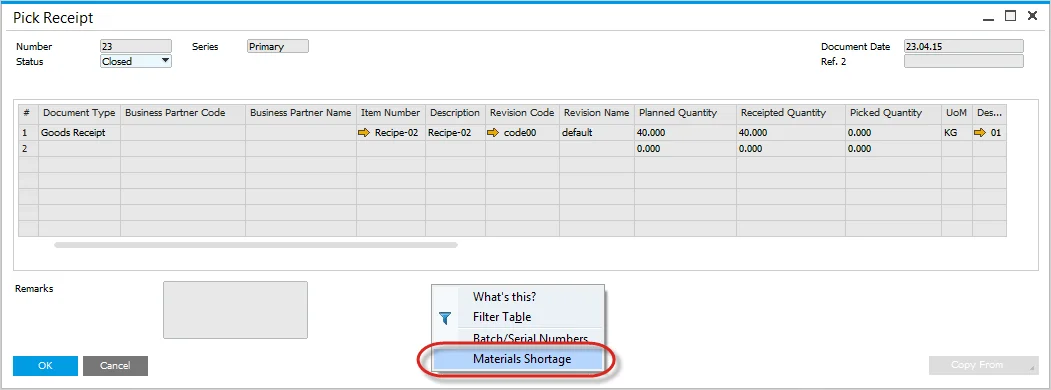 Pick Receipt
Number 23 Series Primary Document Date 23.04.15
Status Closed Ref. 2
# Document Type Business Partner Code Business Partner Name Item Number Description Revision Code Revision Name Planned Quantity Receipted Quantity Picked Quantity UoM Des...
1 Goods Receipt Recipe-02 Recipe-02 code00 default 40.000 40.000 0.000 KG 01
2 0.000 0.000 0.000
Remarks
What's this?
Filter Table
Batch/Serial Numbers
Materials Shortage
OK Cancel Copy From